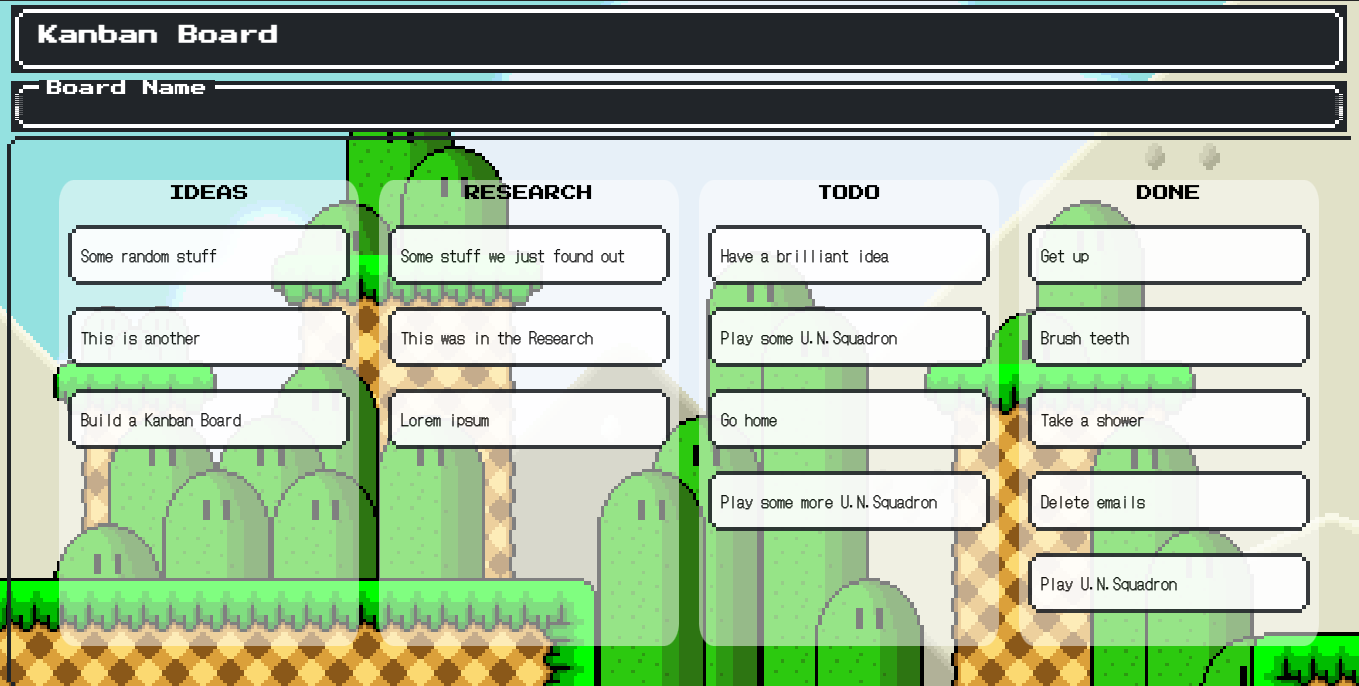 Kanban Board
Board Name
IDEAS
Some random stuff
This is another
Build a Kanban Board
RESEARCH
Some stuff we just found out
This was in the Research
Lorem ipsum
TODO
Have a brilliant idea
Play some U.N.Squadron
Go home
Play some more U.N.Squadron
DONE
Get up
Brush teeth
Take a shower
Delete emails
Play U.N.Squadron